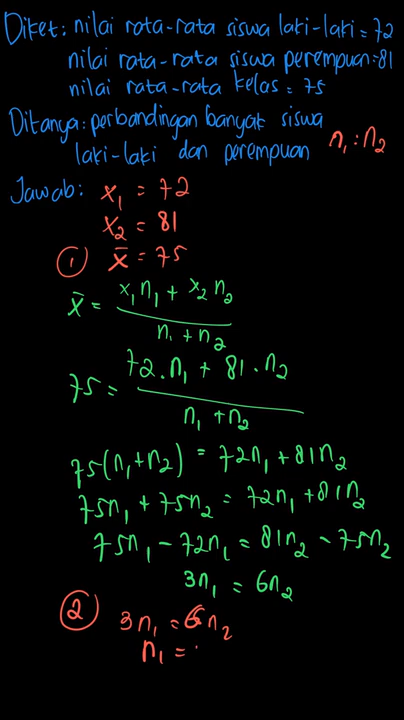 Diket: nilai rata-rata siswa laki-laki = 72
nilai rata-rata siswa perempuan = 81
nilai rata-rata kelas = 75
Ditanya: perbandingan banyak siswa
laki-laki dan perempuan n₁ : n₂
Jawab: x₁ = 72
x₂ = 81
① x̄ = 75
x̄ = (x₁n₁ + x₂n₂) / (n₁ + n₂)
75 = (72.n₁ + 81.n₂) / (n₁ + n₂)
75(n₁+n₂) = 72n₁ + 81n₂
75n₁ + 75n₂ = 72n₁ + 81n₂
75n₁ - 72n₁ = 81n₂ - 75n₂
3n₁ = 6n₂
② 3n₁ = 6n₂
n₁ =